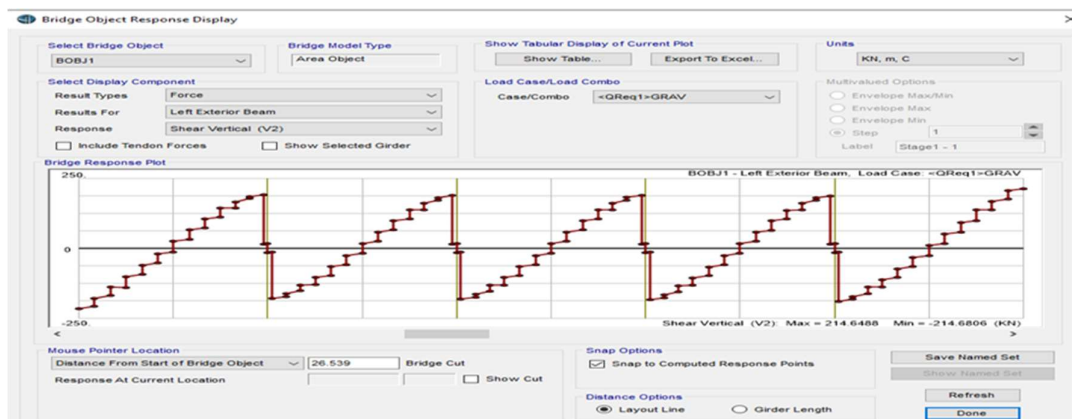 Bridge Object Response Display
Select Bridge Object
BOBJ1
Bridge Model Type
Area Object
Show Tabular Display of Current Plot
Show Table...
Export To Excel...
Units
KN, m, C
Select Display Component
Result Types
Force
Results For
Left Exterior Beam
Response
Shear Vertical (V2)
Include Tendon Forces
Show Selected Girder
Load Case/Load Combo
Case/Combo
<QReq1>GRAV
Multivalued Options
Envelope Max/Min
Envelope Max
Envelope Min
Step
1
Label
Stage1 - 1
Bridge Response Plot
250.
BOBJ1 - Left Exterior Beam, Load Case: <QReq1>GRAV
0
-250.
Shear Vertical (V2): Max = 214.6488 Min = -214.6806 (KN)
< >
Mouse Pointer Location
Distance From Start of Bridge Object
26.539
Bridge Cut
Response At Current Location
Show Cut
Snap Options
Snap to Computed Response Points
Distance Options
Layout Line
Girder Length
Save Named Set
Show Named Set
Refresh
Done